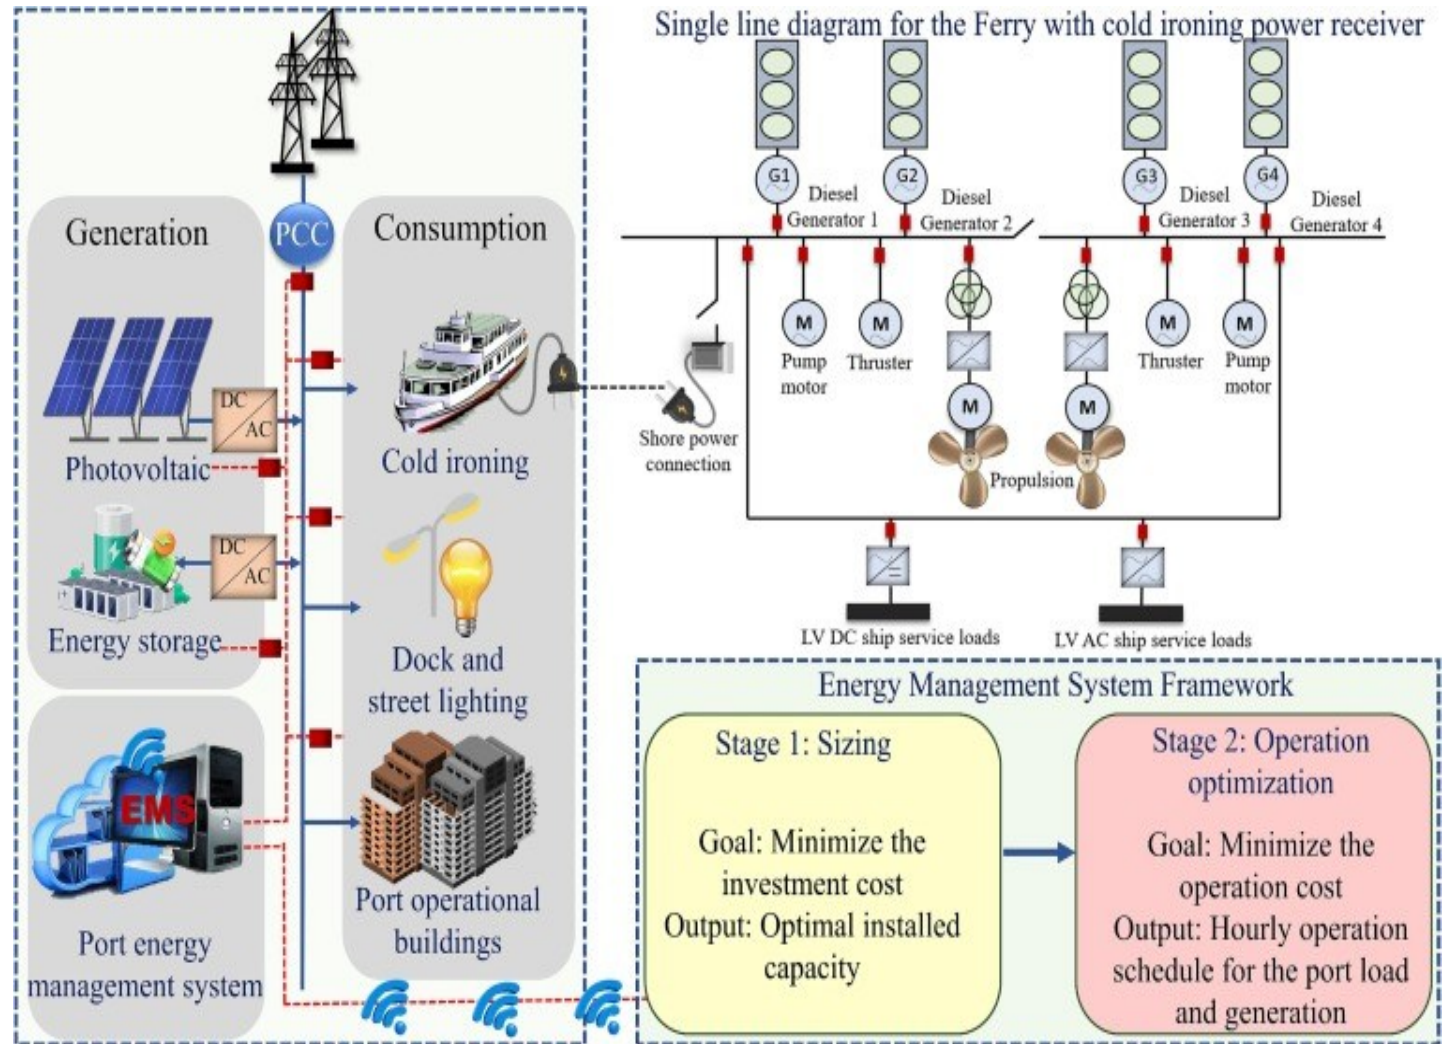 Single line diagram for the Ferry with cold ironing power receiver
Generation
PCC
Consumption
DC
AC
Photovoltaic
Cold ironing
DC
AC
Energy storage
Dock and
street lighting
EMS
Port energy
management system
Port operational
buildings
G1
G2
G3
G4
Diesel
Generator 1
Diesel
Generator 2
Diesel
Generator 3
Diesel
Generator 4
M
Pump
motor
M
Thruster
M
Thruster
M
Pump
motor
M
M
Shore power
connection
Propulsion
LV DC ship service loads
LV AC ship service loads
Energy Management System Framework
Stage 1: Sizing
Goal: Minimize the
investment cost
Output: Optimal installed
capacity
Stage 2: Operation
optimization
Goal: Minimize the
operation cost
Output: Hourly operation
schedule for the port load
and generation